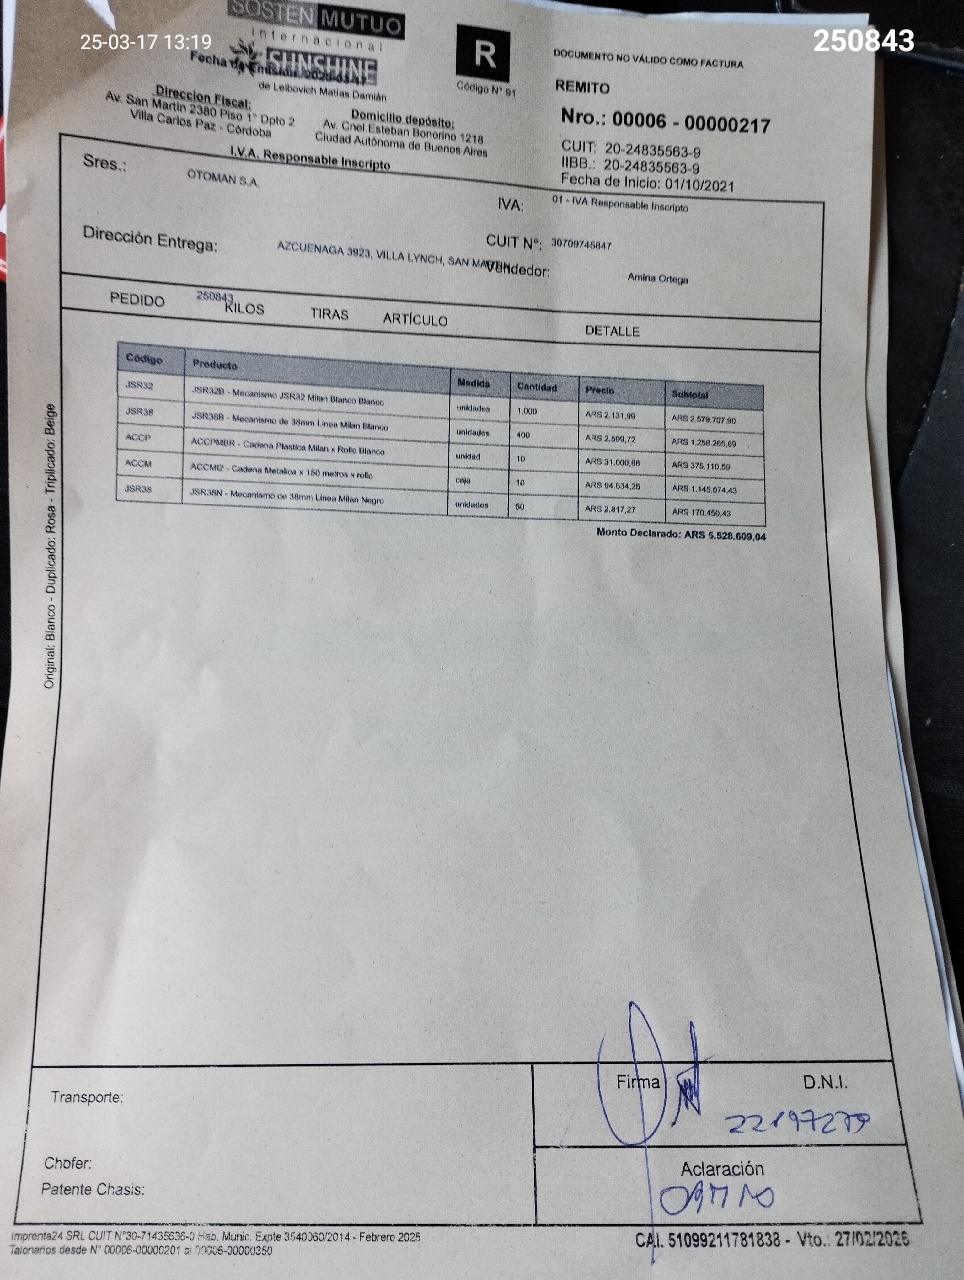 25-03-17 13:19
250843
SOSTÉN MUTUO
Internacional
SUNSHINE
Fecha de Emisión:
de Leibovich Matías Damián
Direccion Fiscal:
Av. San Martin 2380 Piso 1° Dpto 2
Villa Carlos Paz - Córdoba
Domicilio depósito:
Av. Cnel. Esteban Bonorino 1218
Ciudad Autónoma de Buenos Aires
I.V.A. Responsable Inscripto
R
Código N° 91
DOCUMENTO NO VÁLIDO COMO FACTURA
REMITO
Nro.: 00006 - 00000217
CUIT: 20-24835563-9
IIBB.: 20-24835563-9
Fecha de Inicio: 01/10/2021
Sres.: OTOMAN S.A.
IVA: 01 - IVA Responsable Inscripto
Dirección Entrega: AZCUENAGA 3923, VILLA LYNCH, SAN MARTIN
CUIT N°: 30709745847
Vendedor: Amina Ortega
PEDIDO 250843 KILOS TIRAS ARTÍCULO DETALLE
Código Producto Medida Cantidad Precio Subtotal
JSR32 JSR32B - Mecanismo JSR32 Milan Blanco Blanco unidades 1,000 ARS 2.131,99 ARS 2.579.707,90
JSR38 JSR38B - Mecanismo de 38mm Linea Milan Blanco unidades 400 ARS 2.599,72 ARS 1.258.265,69
ACCP ACCPMBR - Cadena Plastica Milan x Rollo Blanco unidad 10 ARS 31.000,88 ARS 375.110,59
ACCM ACCMI2 - Cadena Metalica x 150 metros x rollo caja 10 ARS 94.634,25 ARS 1.145.074,43
JSR38 JSR38N - Mecanismo de 38mm Linea Milan Negro unidades 50 ARS 2.817,27 ARS 170.450,43
Monto Declarado: ARS 5.528.609,04
Original: Blanco - Duplicado: Rosa - Triplicado: Beige
Transporte:
Chofer:
Patente Chasis:
Firma
D.N.I.
22197279
Aclaración
Imprenta24 SRL CUIT N°30-71435636-0 Hab. Munic. Expte 3540060/2014 - Febrero 2025
Talonarios desde N° 00006-00000201 al 00006-00000350
CAI. 51099211781838 - Vto.: 27/02/2026